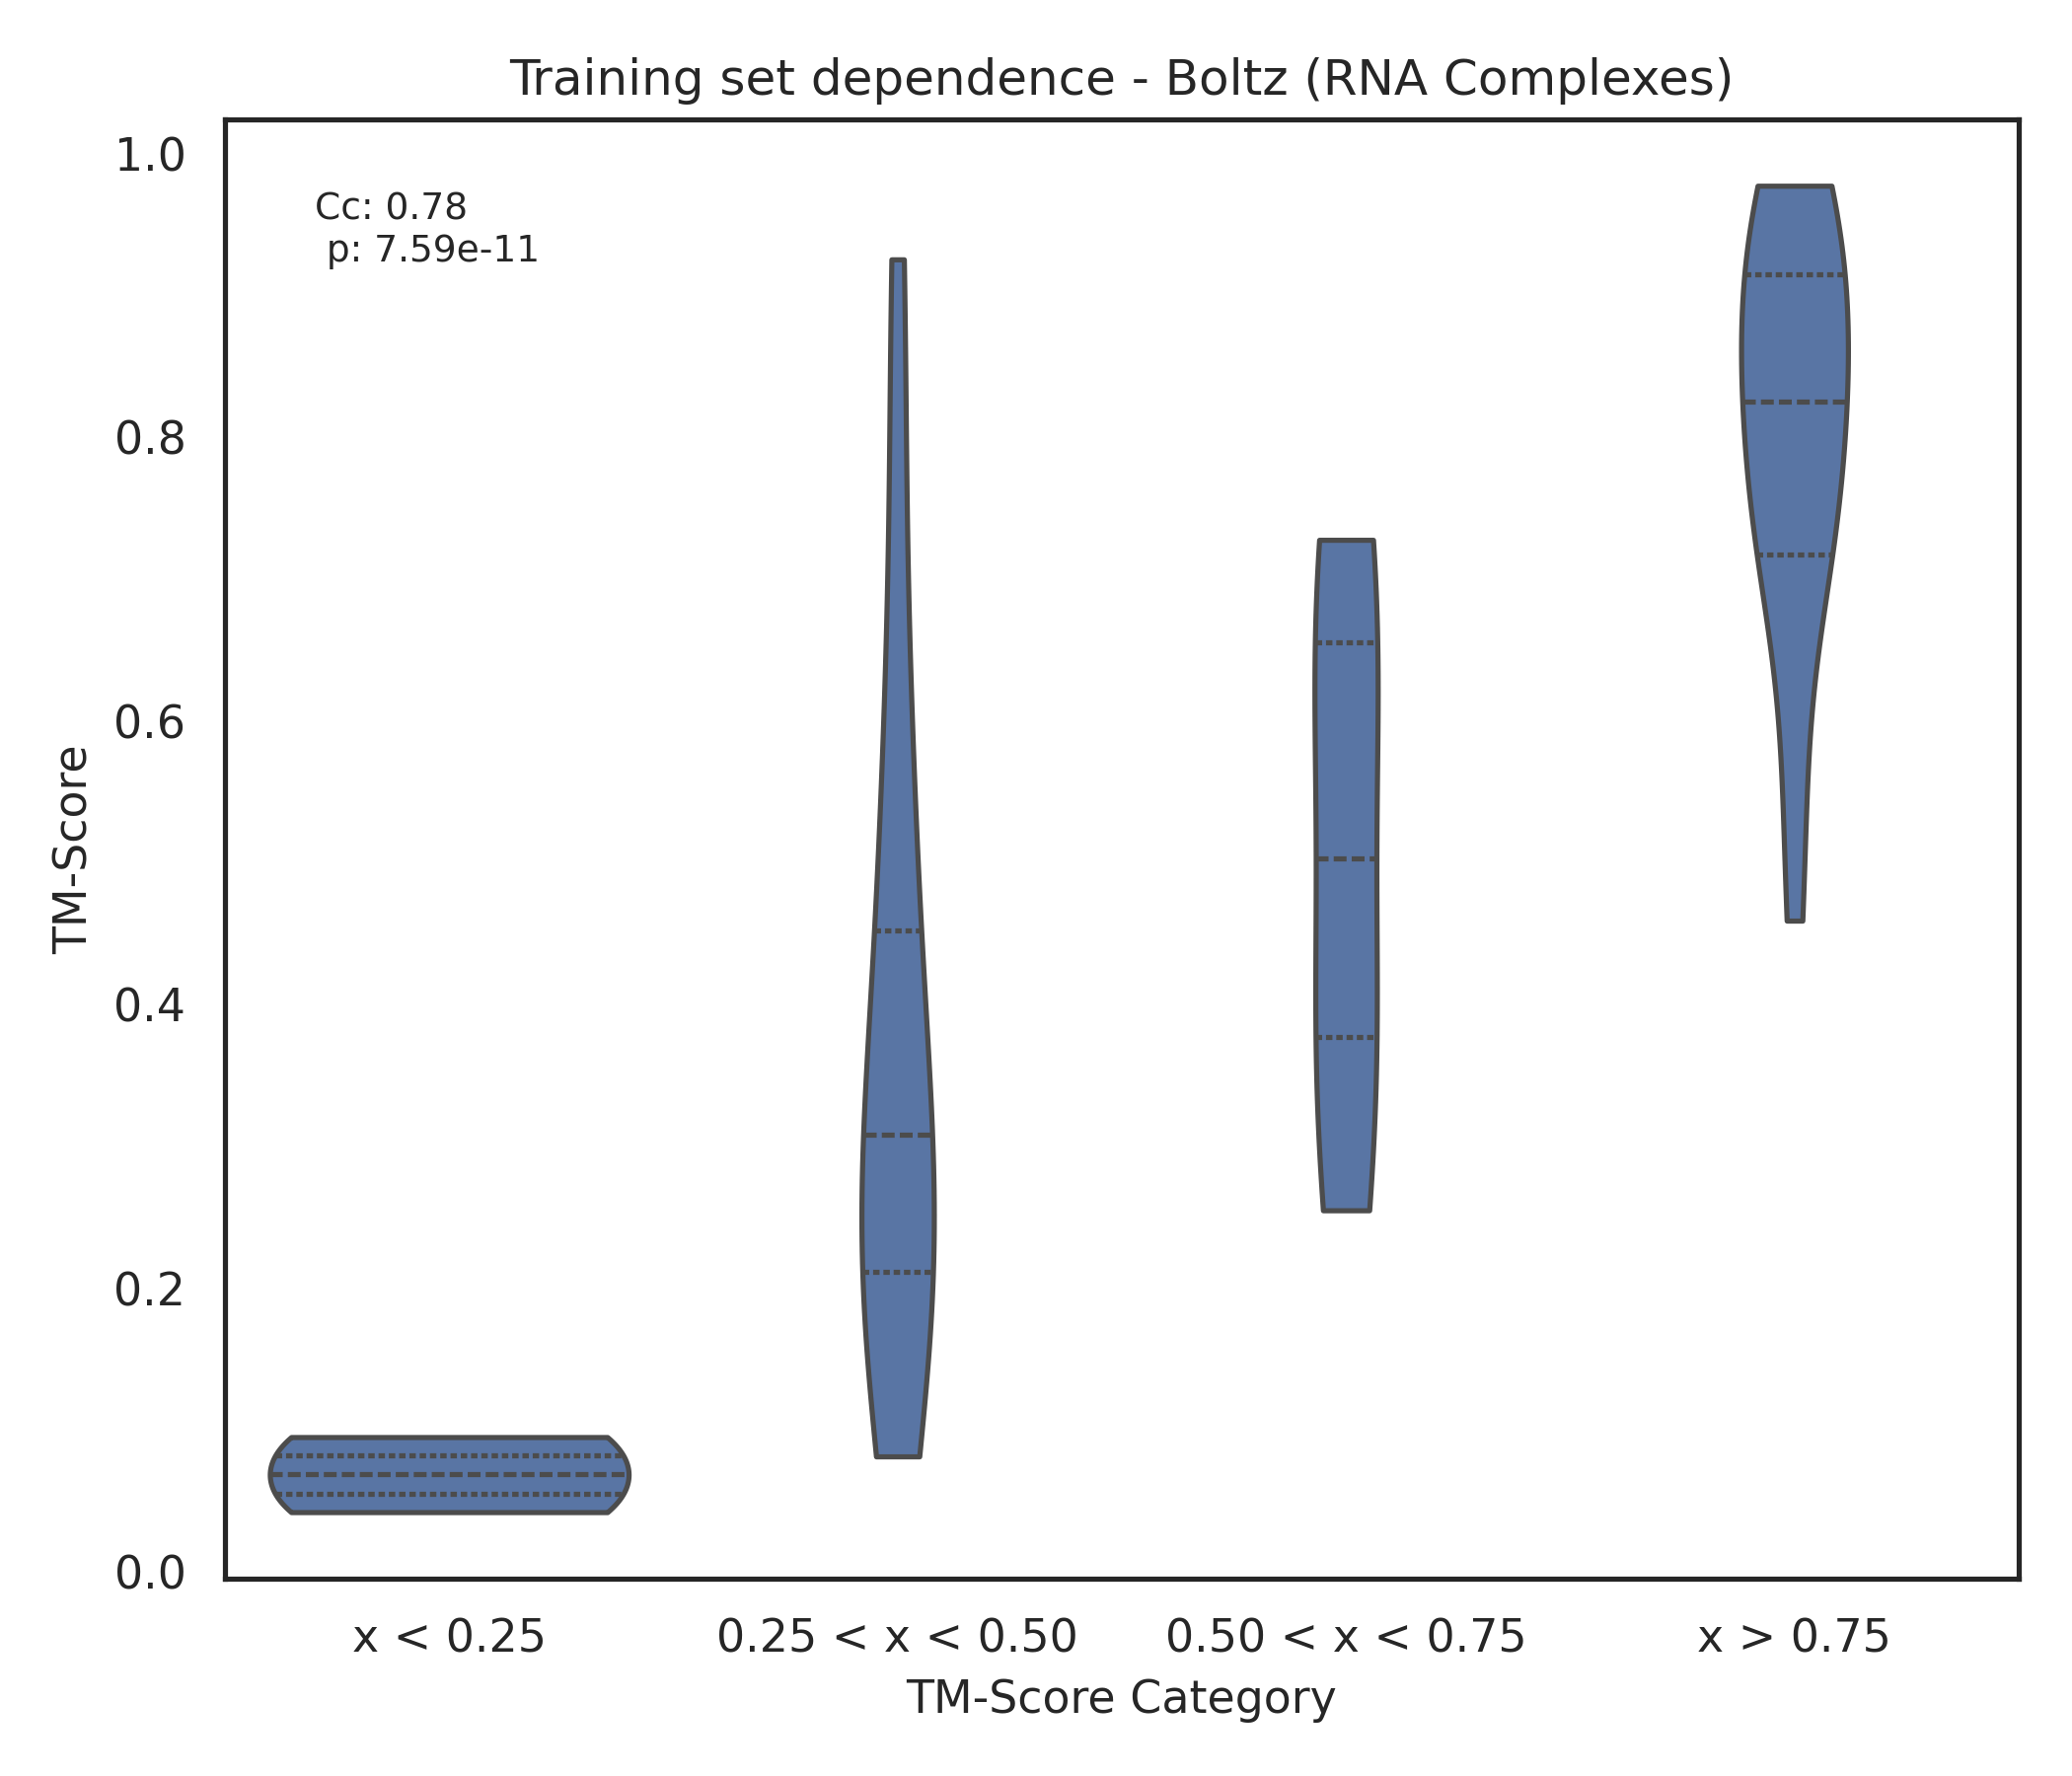 Training set dependence - Boltz (RNA Complexes)
1.0
Cc: 0.78
p: 7.59e-11
0.8
0.6
TM-Score
0.4
0.2
0.0
x < 0.25
0.25 < x < 0.50
0.50 < x < 0.75
x > 0.75
TM-Score Category